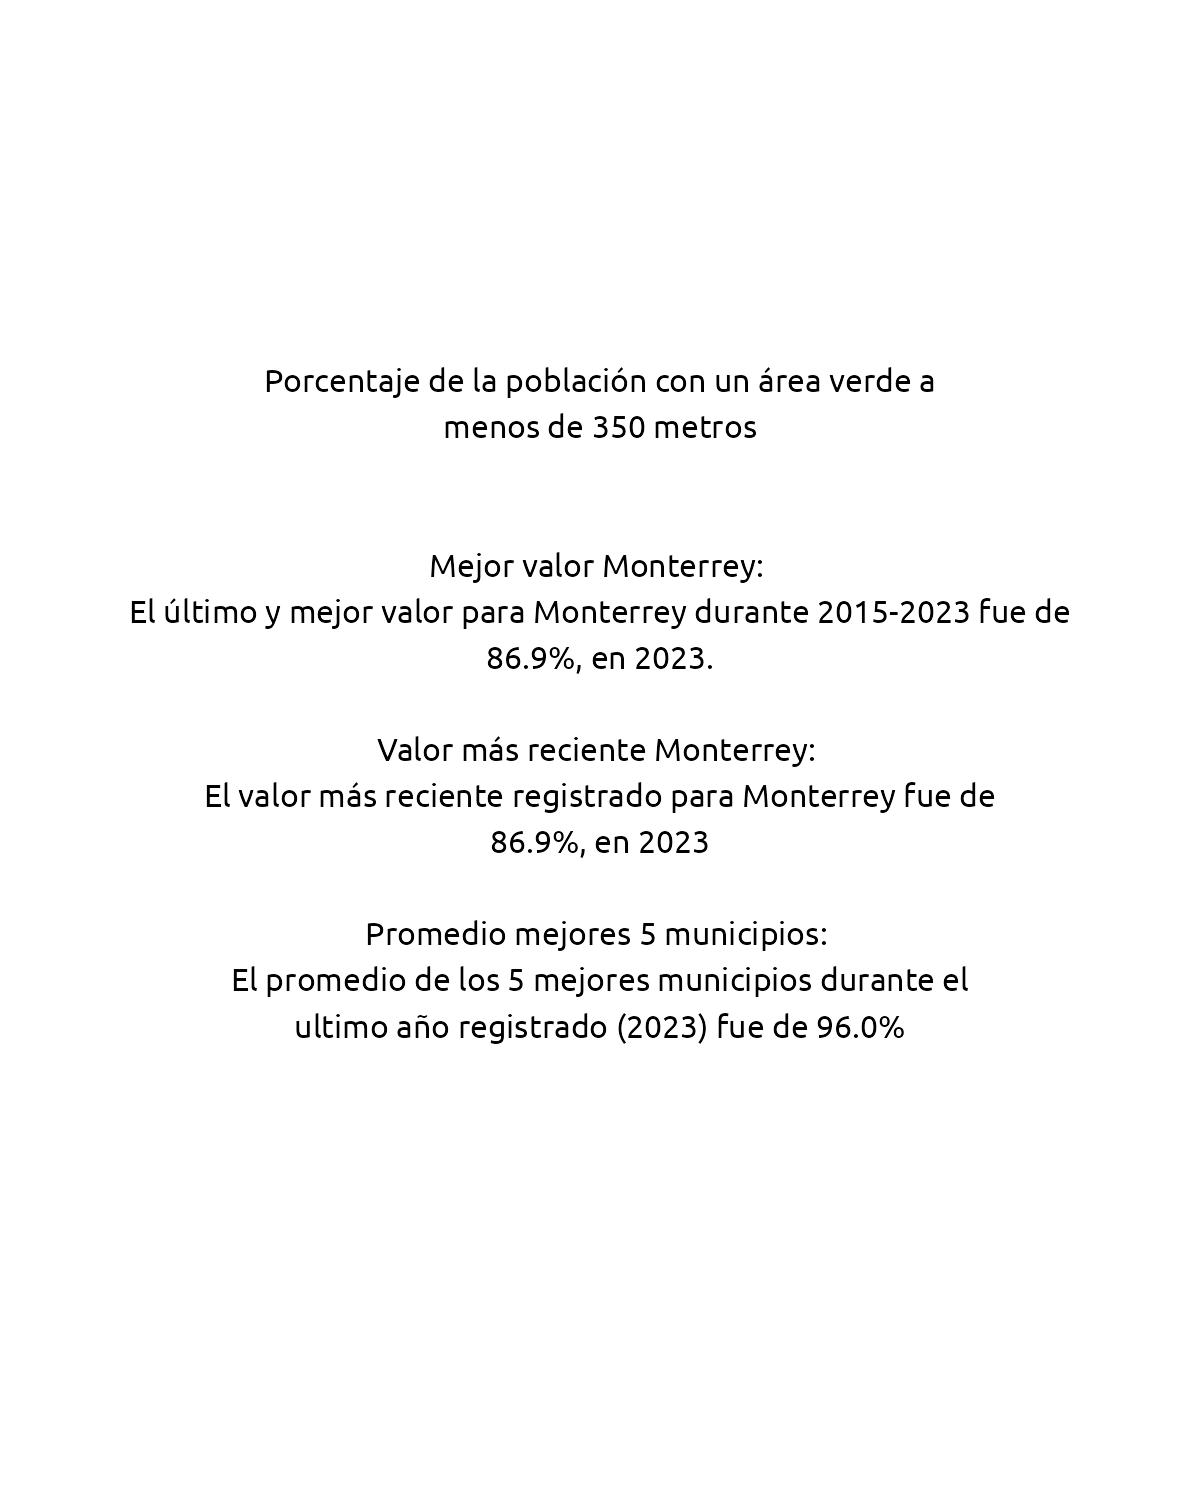 Porcentaje de la población con un área verde a
menos de 350 metros
Mejor valor Monterrey:
El último y mejor valor para Monterrey durante 2015-2023 fue de
86.9%, en 2023.
Valor más reciente Monterrey:
El valor más reciente registrado para Monterrey fue de
86.9%, en 2023
Promedio mejores 5 municipios:
El promedio de los 5 mejores municipios durante el
ultimo año registrado (2023) fue de 96.0%